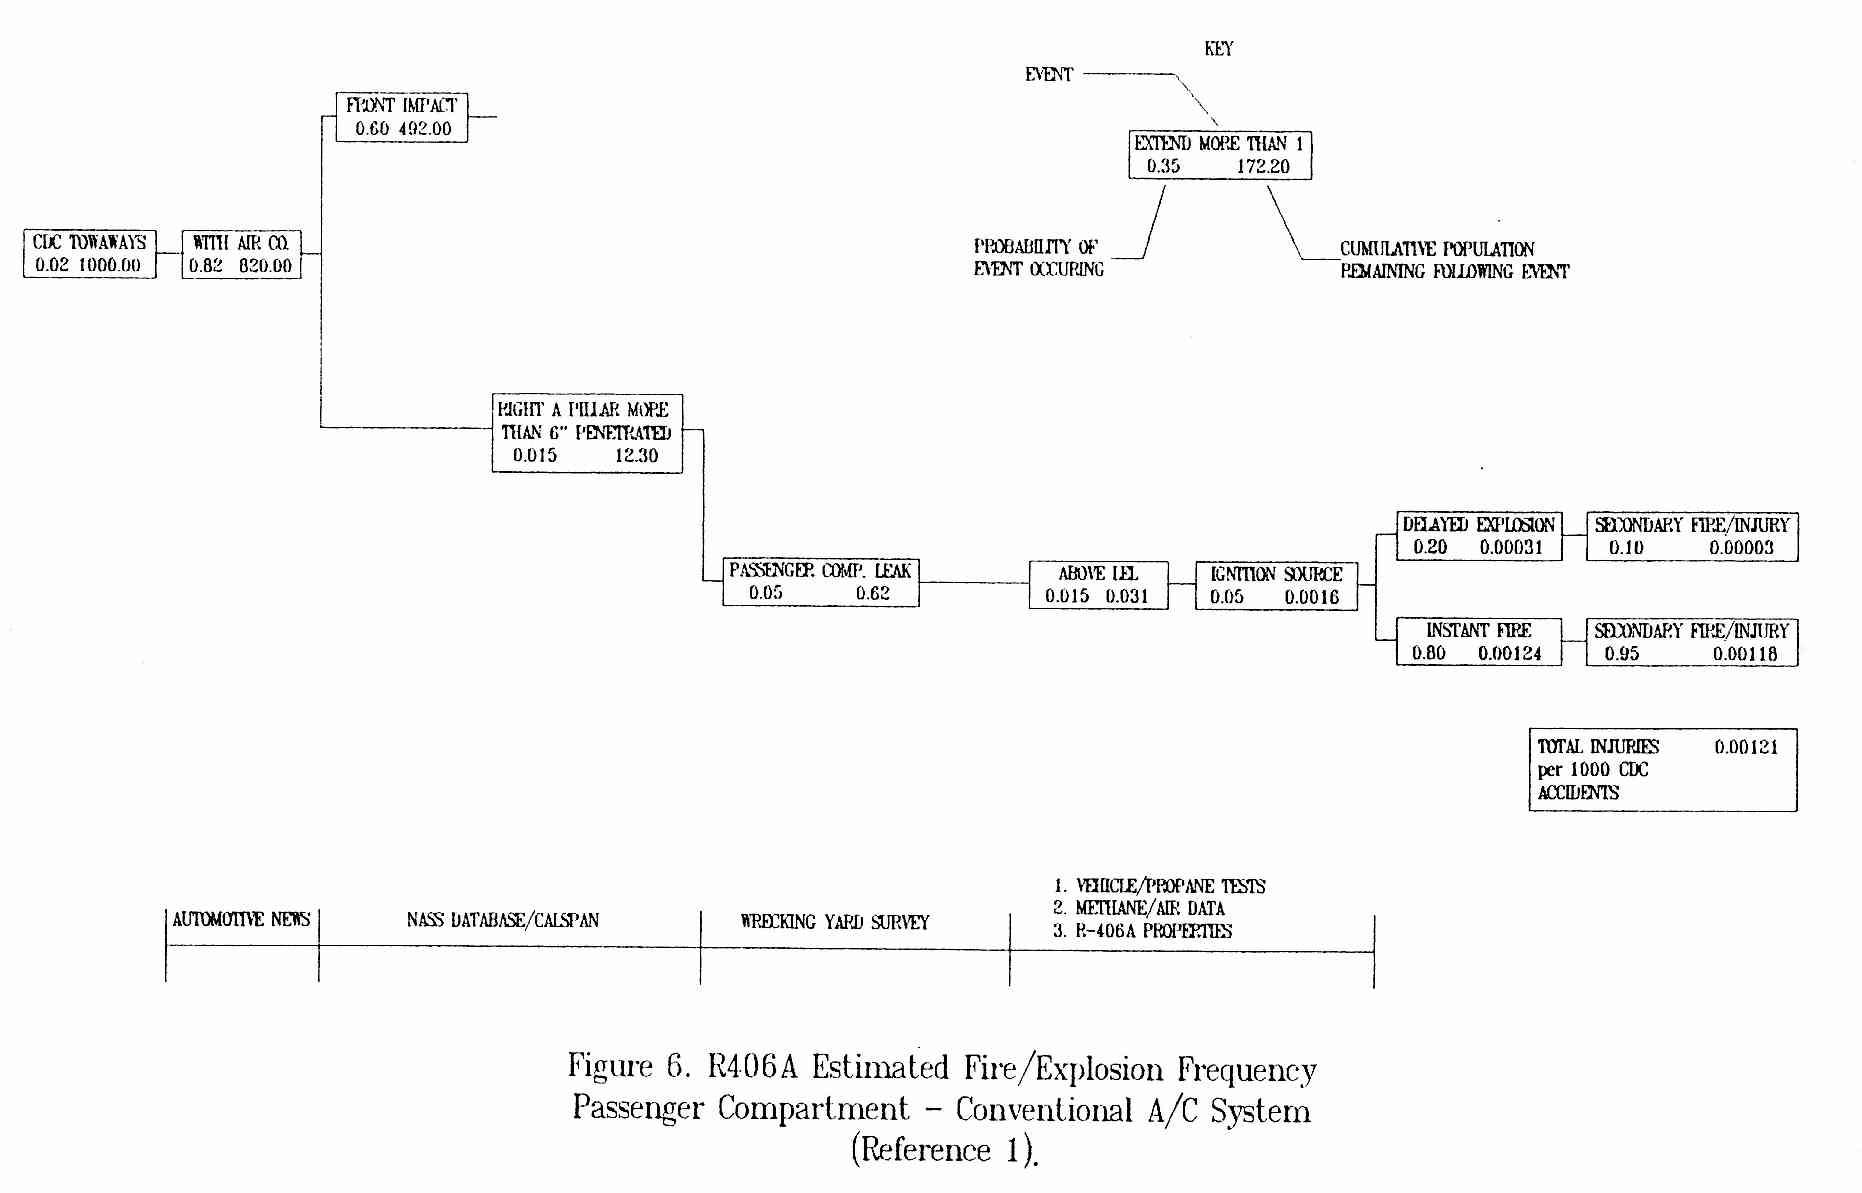 KEY
EVENT
FRONT IMPACT
0.60 492.00
EXTEND MORE THAN 1
0.35 172.20
CDC TOWAWAYS
0.02 1000.00
WITH AIR CO.
0.82 820.00
PROBABILITY OF
EVENT OCCURING
CUMULATIVE POPULATION
REMAINING FOLLOWING EVENT
RIGHT A PILLAR MORE
THAN 6" PENETRATED
0.015 12.30
PASSENGER COMP. LEAK
0.05 0.62
ABOVE LEL
0.015 0.031
IGNITION SOURCE
0.05 0.0016
DELAYED EXPLOSION
0.20 0.00031
SECONDARY FIRE/INJURY
0.10 0.00003
INSTANT FIRE
0.80 0.00124
SECONDARY FIRE/INJURY
0.95 0.00118
TOTAL INJURIES 0.00121
per 1000 CDC
ACCIDENTS
AUTOMOTIVE NEWS
NASS DATABASE/CALSPAN
WRECKING YARD SURVEY
1. VEHICLE/PROPANE TESTS
2. METHANE/AIR DATA
3. R-406A PROPERTIES
Figure 6. R406A Estimated Fire/Explosion Frequency
Passenger Compartment - Conventional A/C System
(Reference 1).